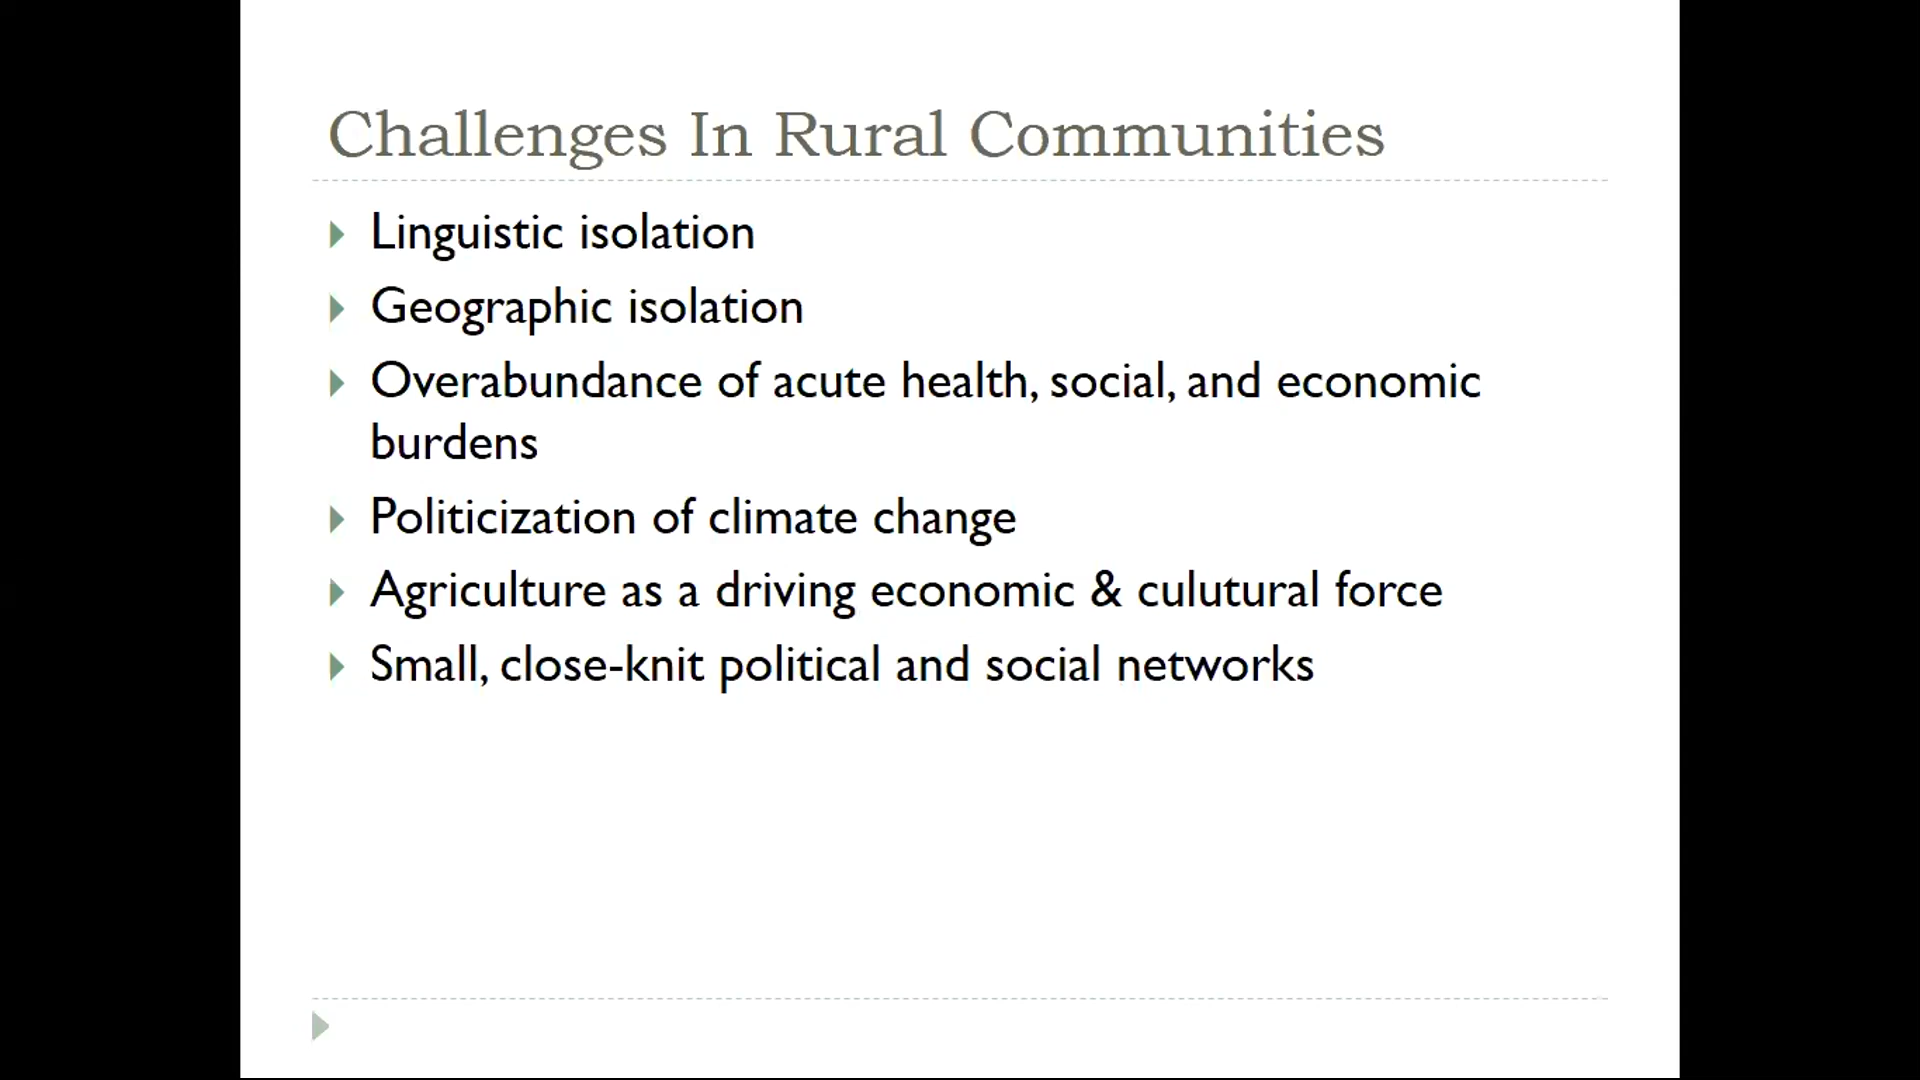 Challenges In Rural Communities
Linguistic isolation
Geographic isolation
Overabundance of acute health, social, and economic
burdens
Politicization of climate change
Agriculture as a driving economic & culutural force
Small, close-knit political and social networks